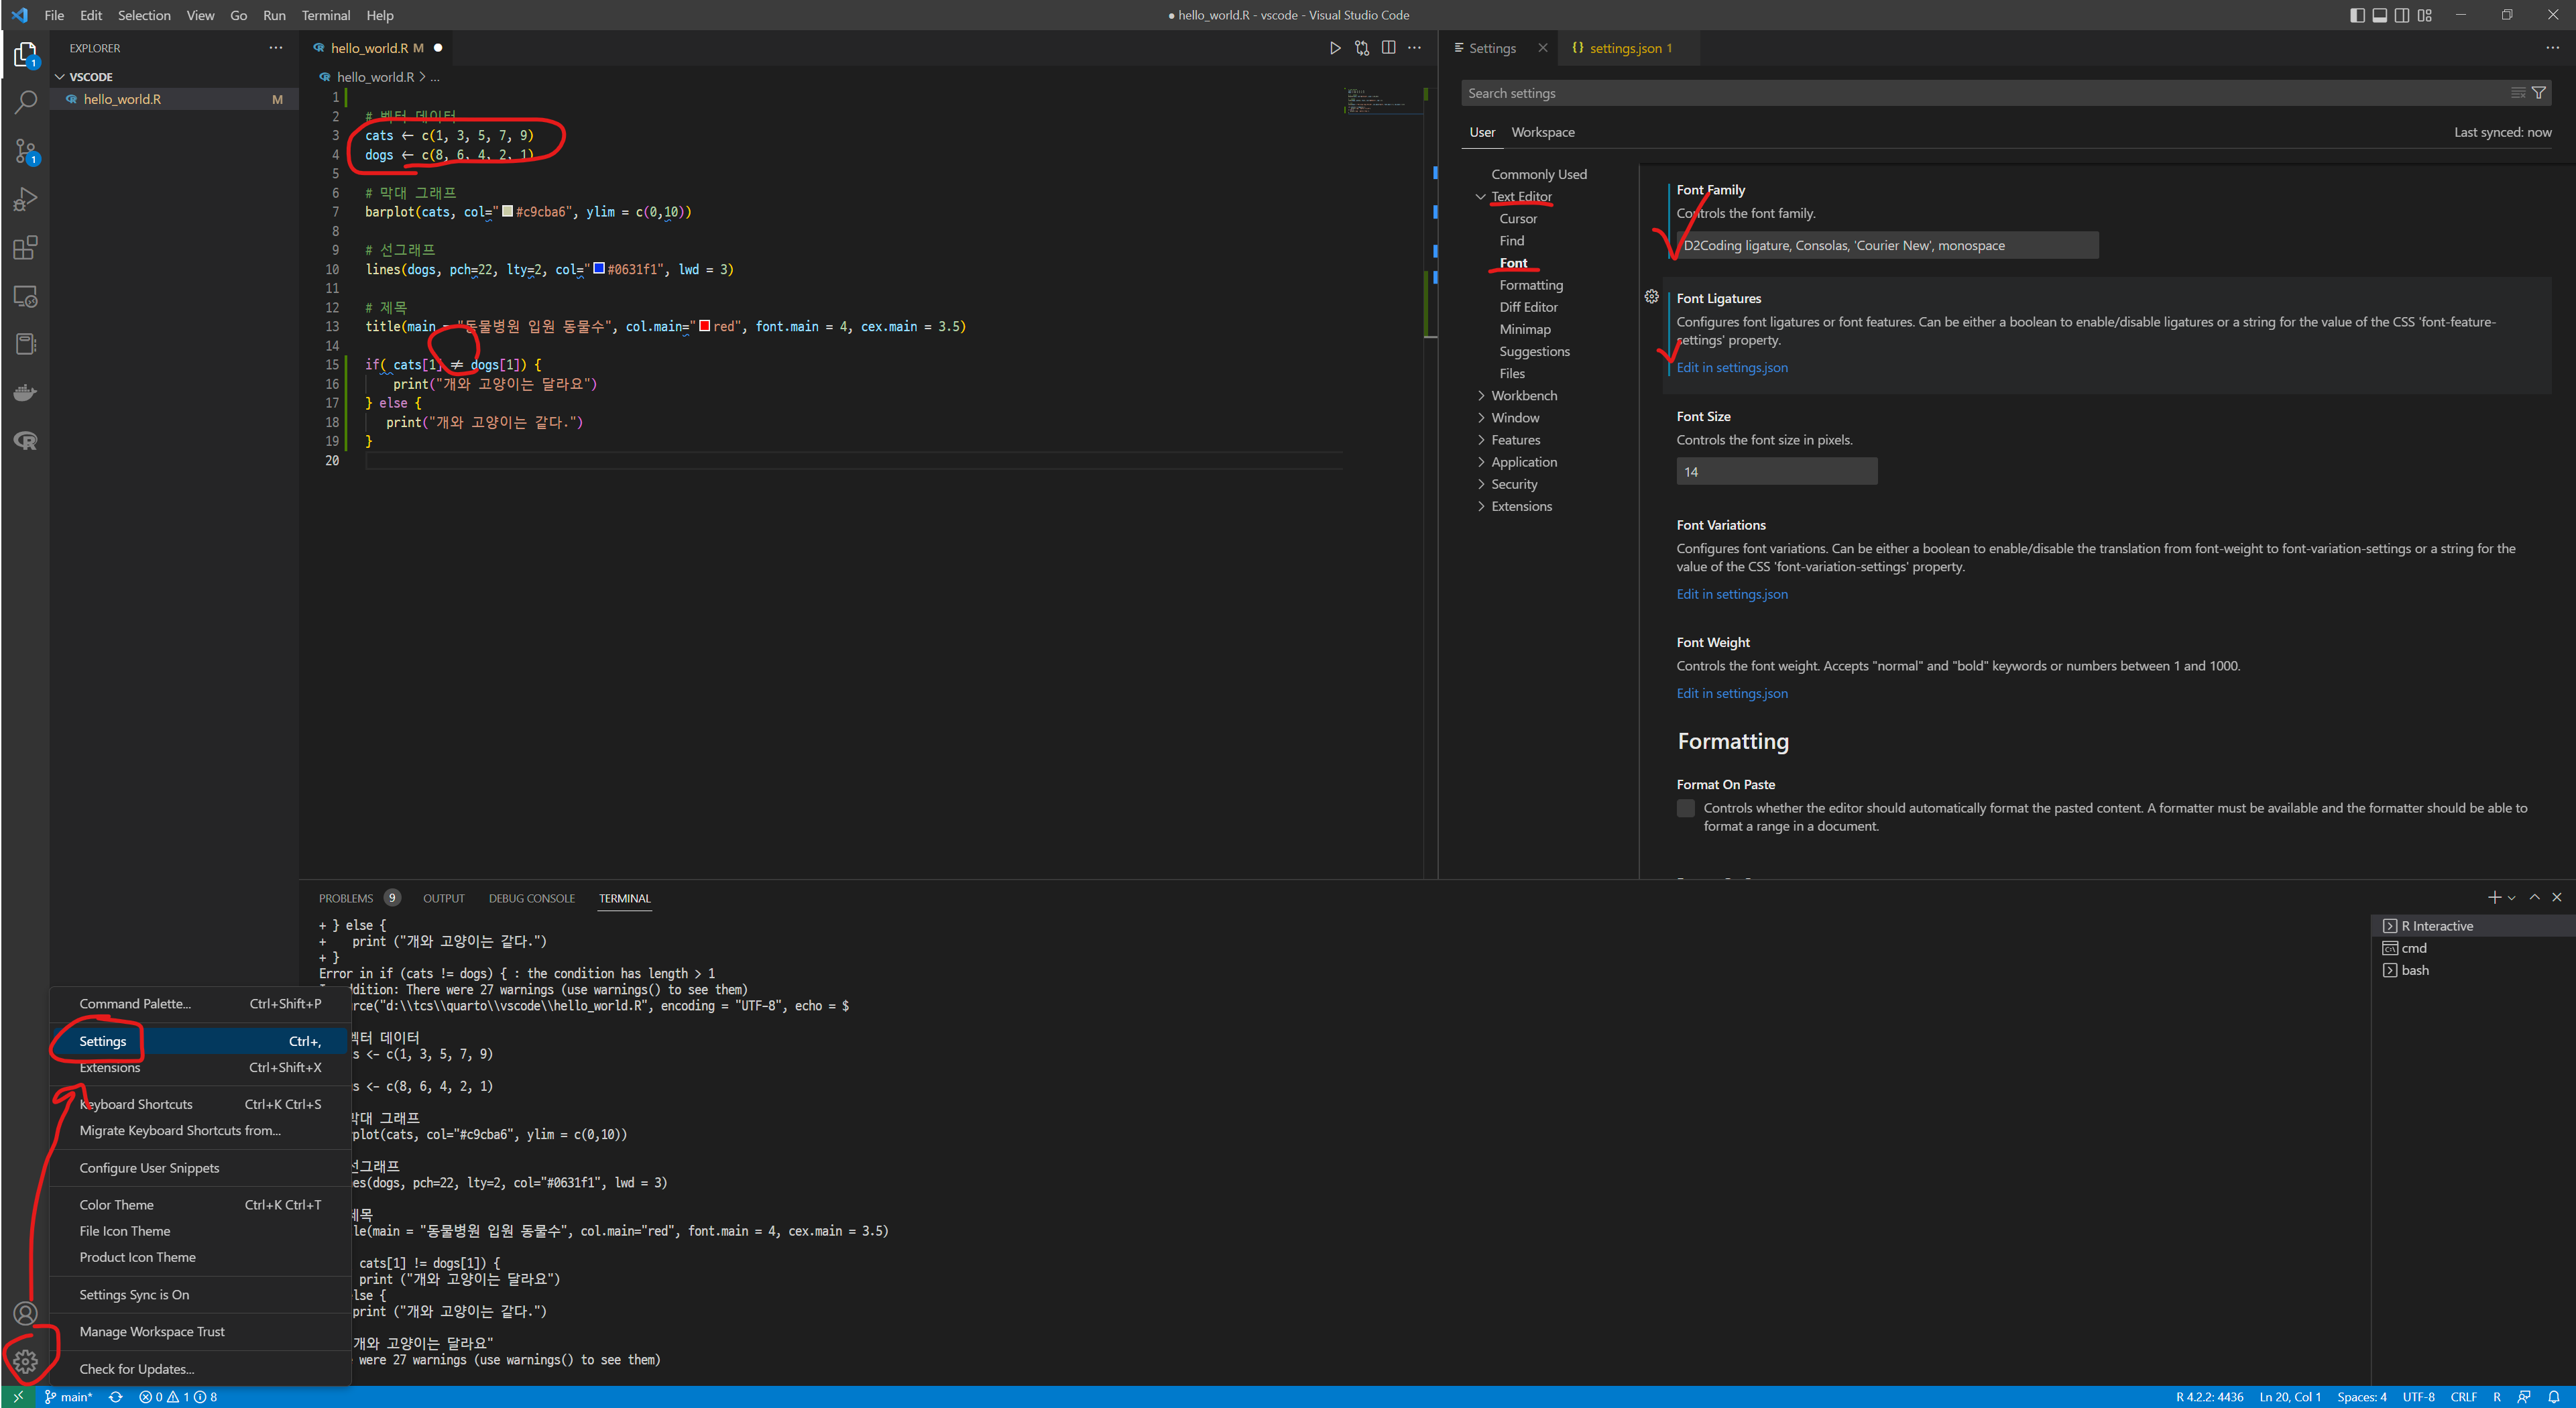 File Edit Selection View Go Run Terminal Help
● hello_world.R - vscode - Visual Studio Code
EXPLORER
VSCODE
hello_world.R M
1
1
hello_world.R M ●
hello_world.R > ...
1
2 # 벡터 데이터
3 cats <- c(1, 3, 5, 7, 9)
4 dogs <- c(8, 6, 4, 2, 1)
5
6 # 막대 그래프
7 barplot(cats, col="#c9cba6", ylim = c(0,10))
8
9 # 선그래프
10 lines(dogs, pch=22, lty=2, col="#0631f1", lwd = 3)
11
12 # 제목
13 title(main = "동물병원 입원 동물수", col.main="red", font.main = 4, cex.main = 3.5)
14
15 if( cats[1] != dogs[1]) {
16 print("개와 고양이는 달라요")
17 } else {
18 print("개와 고양이는 같다.")
19 }
20
Settings
settings.json 1
Search settings
User Workspace
Last synced: now
Commonly Used
Text Editor
Cursor
Find
Font
Formatting
Diff Editor
Minimap
Suggestions
Files
Workbench
Window
Features
Application
Security
Extensions
Font Family
Controls the font family.
D2Coding ligature, Consolas, 'Courier New', monospace
Font Ligatures
Configures font ligatures or font features. Can be either a boolean to enable/disable ligatures or a string for the value of the CSS 'font-feature-
settings' property.
Edit in settings.json
Font Size
Controls the font size in pixels.
14
Font Variations
Configures font variations. Can be either a boolean to enable/disable the translation from font-weight to font-variation-settings or a string for the
value of the CSS 'font-variation-settings' property.
Edit in settings.json
Font Weight
Controls the font weight. Accepts "normal" and "bold" keywords or numbers between 1 and 1000.
Edit in settings.json
Formatting
Format On Paste
Controls whether the editor should automatically format the pasted content. A formatter must be available and the formatter should be able to
format a range in a document.
PROBLEMS 9 OUTPUT DEBUG CONSOLE TERMINAL
+ } else {
+ print ("개와 고양이는 같다.")
+ }
Error in if (cats != dogs) { : the condition has length > 1
addition: There were 27 warnings (use warnings() to see them)
rce("d:\\tcs\\quarto\\vscode\\hello_world.R", encoding = "UTF-8", echo = $
벡터 데이터
s <- c(1, 3, 5, 7, 9)
s <- c(8, 6, 4, 2, 1)
막대 그래프
plot(cats, col="#c9cba6", ylim = c(0,10))
선그래프
es(dogs, pch=22, lty=2, col="#0631f1", lwd = 3)
제목
le(main = "동물병원 입원 동물수", col.main="red", font.main = 4, cex.main = 3.5)
cats[1] != dogs[1]) {
print ("개와 고양이는 달라요")
lse {
print ("개와 고양이는 같다.")
개와 고양이는 달라요"
were 27 warnings (use warnings() to see them)
R Interactive
cmd
bash
Command Palette... Ctrl+Shift+P
Settings Ctrl+,
Extensions Ctrl+Shift+X
Keyboard Shortcuts Ctrl+K Ctrl+S
Migrate Keyboard Shortcuts from...
Configure User Snippets
Color Theme Ctrl+K Ctrl+T
File Icon Theme
Product Icon Theme
Settings Sync is On
Manage Workspace Trust
Check for Updates...
main* 0 1 8
R 4.2.2: 4436 Ln 20, Col 1 Spaces: 4 UTF-8 CRLF R